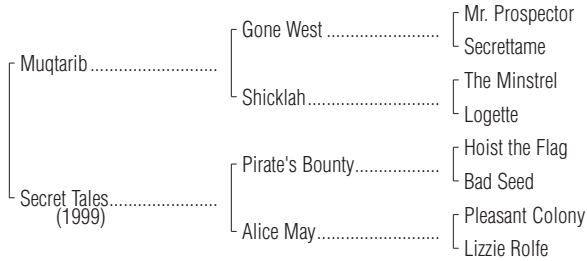 Mr. Prospector
Gone West
Secrettame
Muqtarib
The Minstrel
Shicklah
Logette
Hoist the Flag
Pirate's Bounty
Bad Seed
Secret Tales
(1999)
Pleasant Colony
Alice May
Lizzie Rolfe